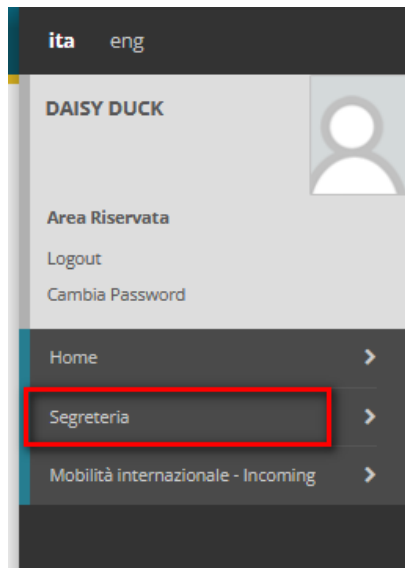 ita eng
DAISY DUCK
Area Riservata
Logout
Cambia Password
Home
Segreteria
Mobilità internazionale - Incoming